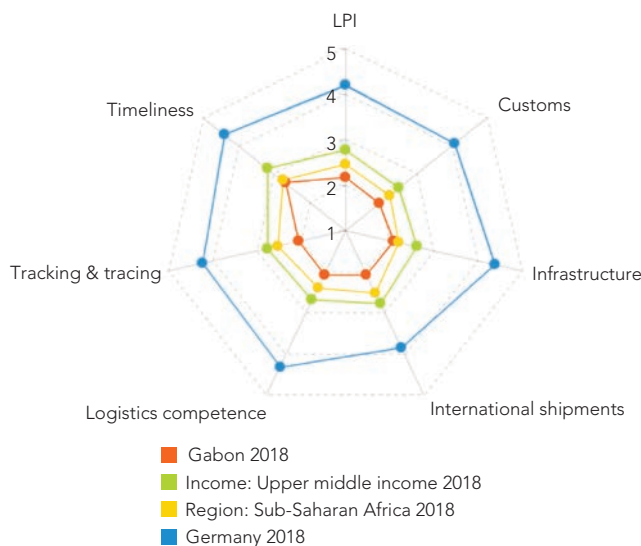 LPI
5
4
3
2
1
Customs
Infrastructure
International shipments
Logistics competence
Tracking & tracing
Timeliness
Gabon 2018
Income: Upper middle income 2018
Region: Sub-Saharan Africa 2018
Germany 2018